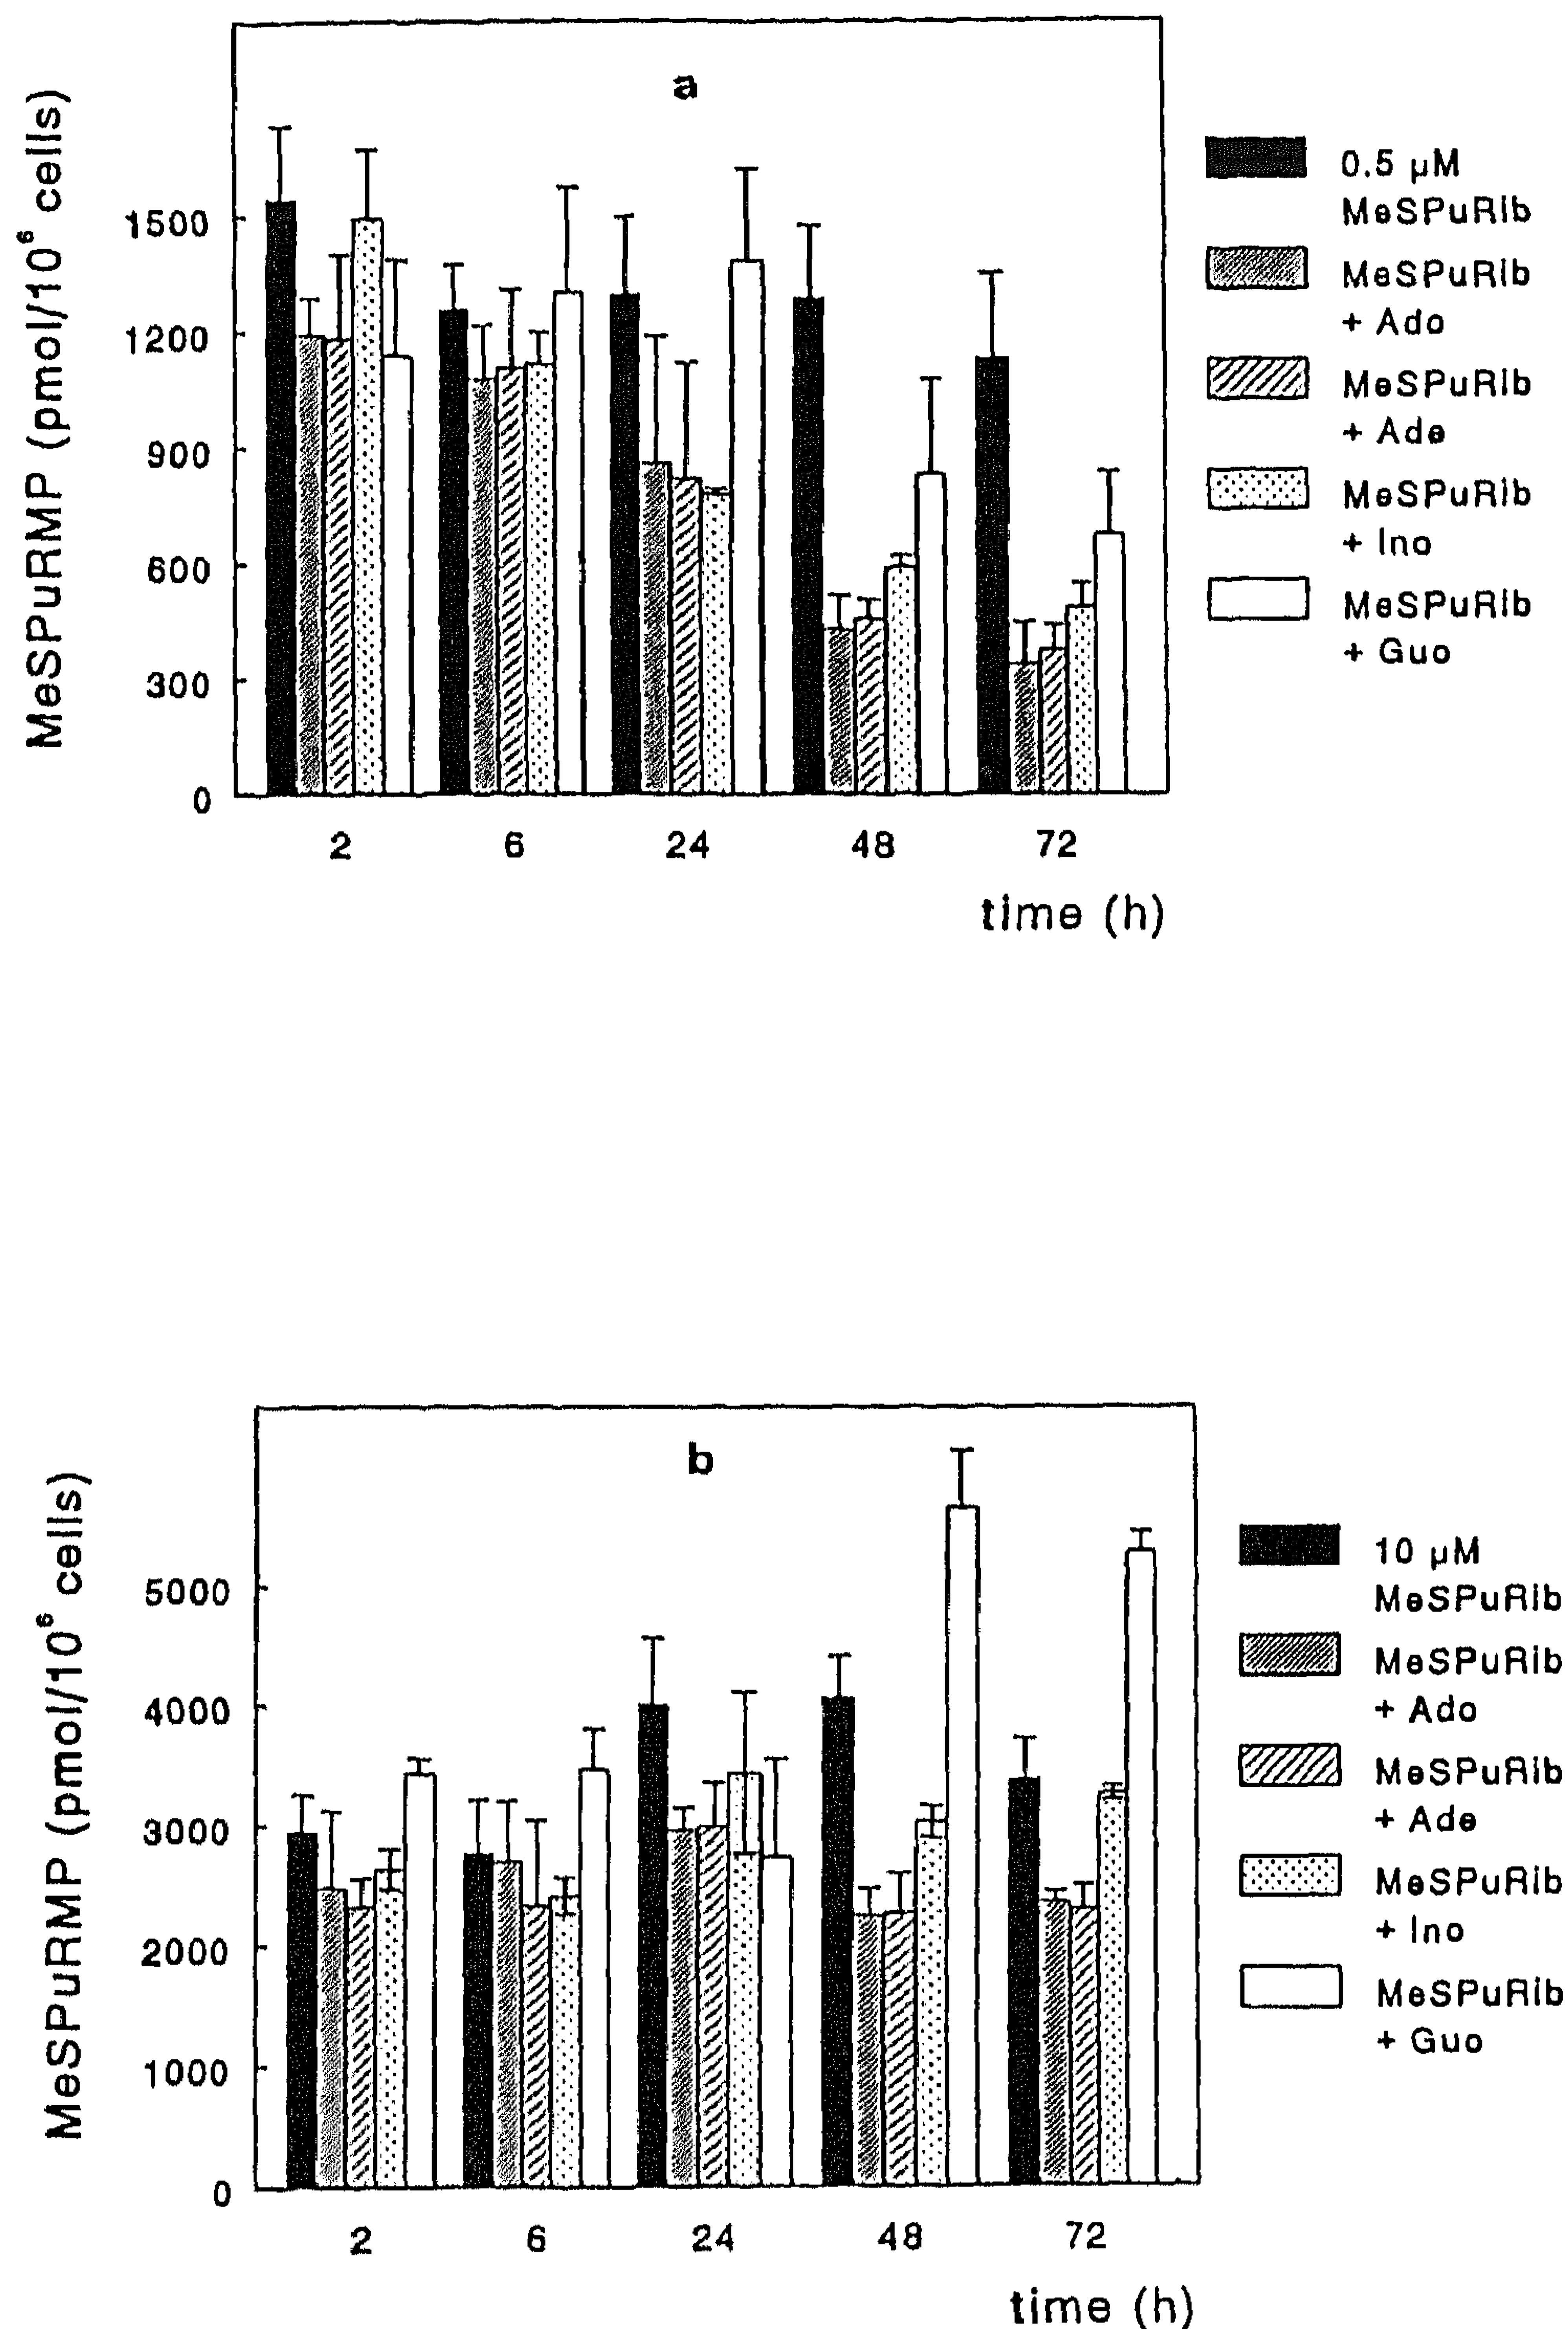 a
MeSPuRMP (pmol/10⁶ cells)
1500
1200
900
600
300
0
2 6 24 48 72
time (h)
0.5 µM
MeSPuRib
MeSPuRib
+ Ado
MeSPuRib
+ Ade
MeSPuRib
+ Ino
MeSPuRib
+ Guo
b
MeSPuRMP (pmol/10⁶ cells)
5000
4000
3000
2000
1000
0
2 6 24 48 72
time (h)
10 µM
MeSPuRib
MeSPuRib
+ Ado
MeSPuRib
+ Ade
MeSPuRib
+ Ino
MeSPuRib
+ Guo